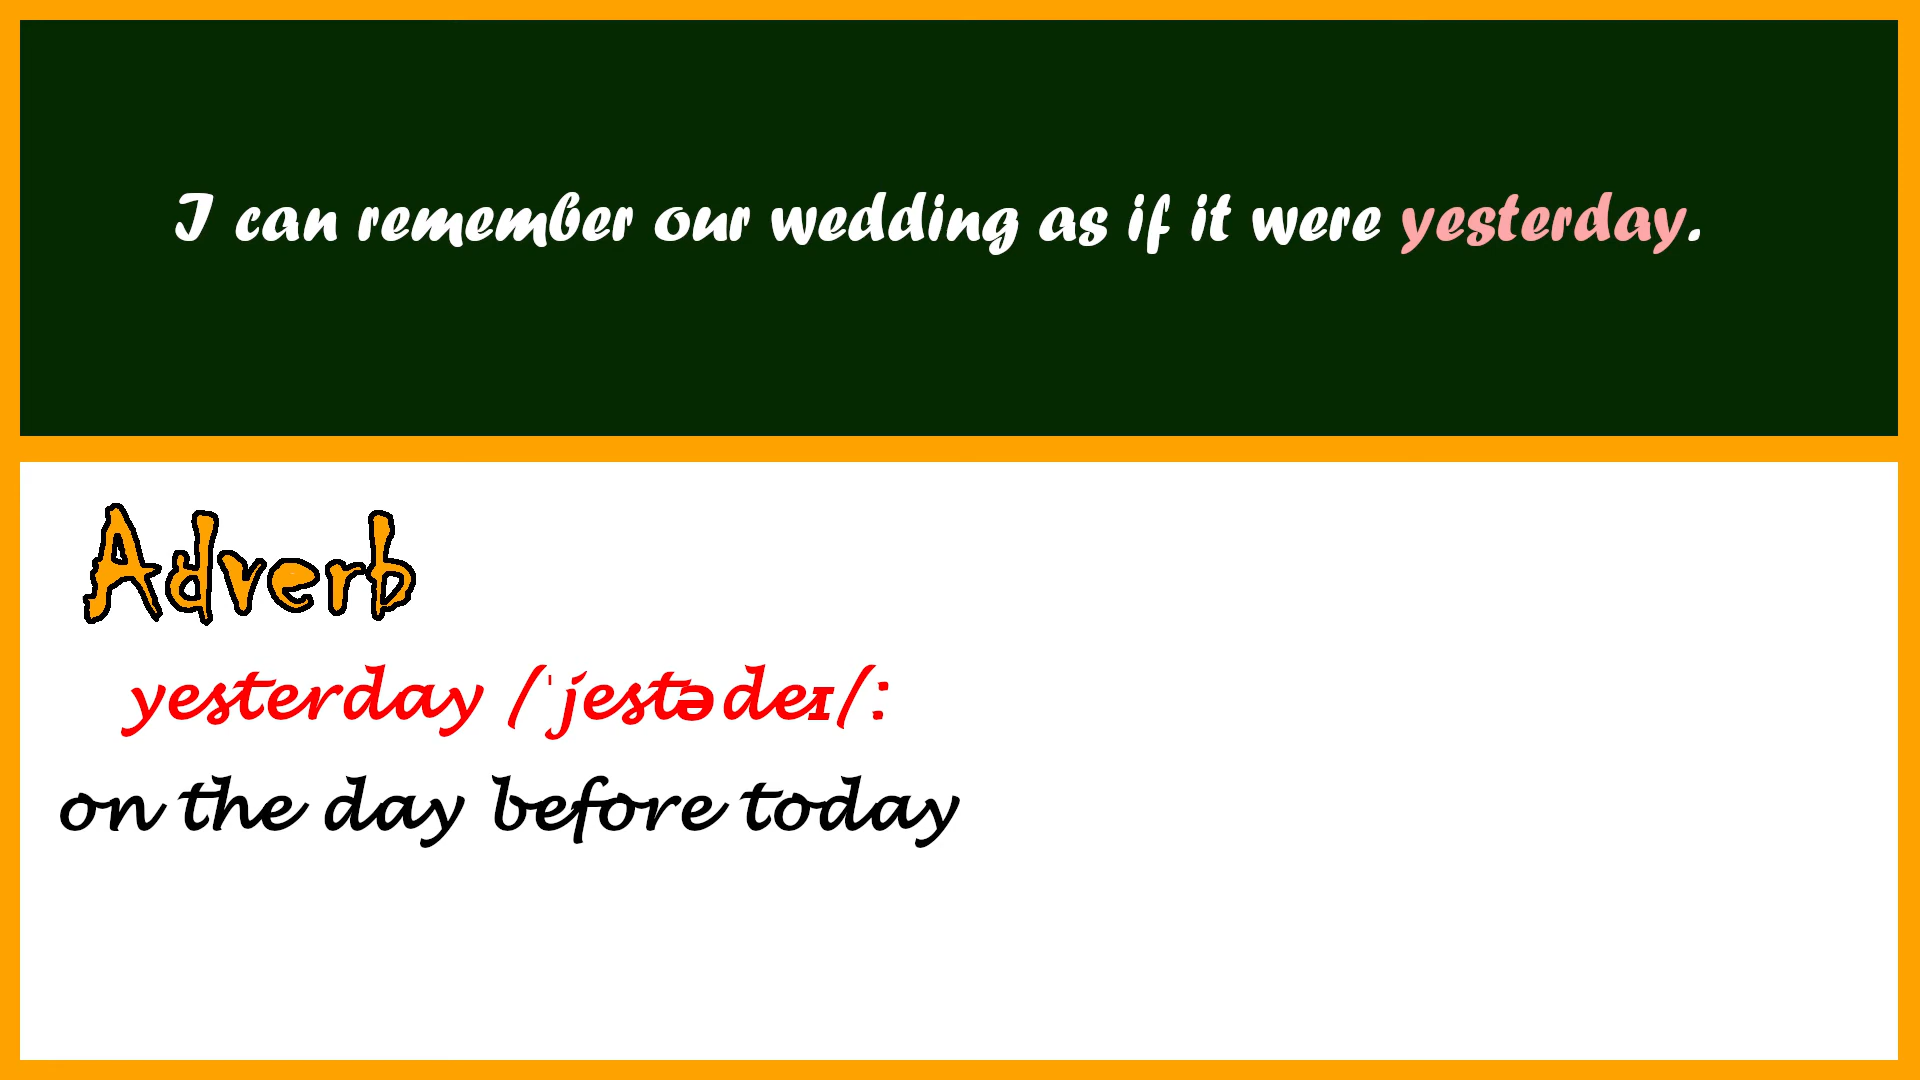 I can remember our wedding as if it were yesterday.
Adverb
yesterday /ˈjestədeɪ/:
on the day before today